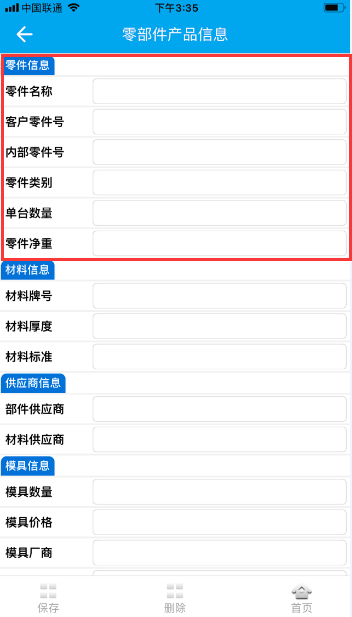 中国联通 下午3:35
零部件产品信息
零件信息
零件名称
客户零件号
内部零件号
零件类别
单台数量
零件净重
材料信息
材料牌号
材料厚度
材料标准
供应商信息
部件供应商
材料供应商
模具信息
模具数量
模具价格
模具厂商
保存 删除 首页